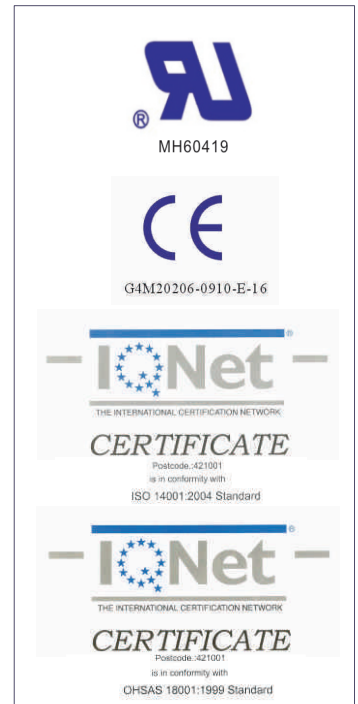 ®
MH60419
CE
G4M20206-0910-E-16
IQNet ®
THE INTERNATIONAL CERTIFICATION NETWORK
CERTIFICATE
Postcode.:421001
is in conformity with
ISO 14001:2004 Standard
IQNet ®
THE INTERNATIONAL CERTIFICATION NETWORK
CERTIFICATE
Postcode.:421001
is in conformity with
OHSAS 18001:1999 Standard